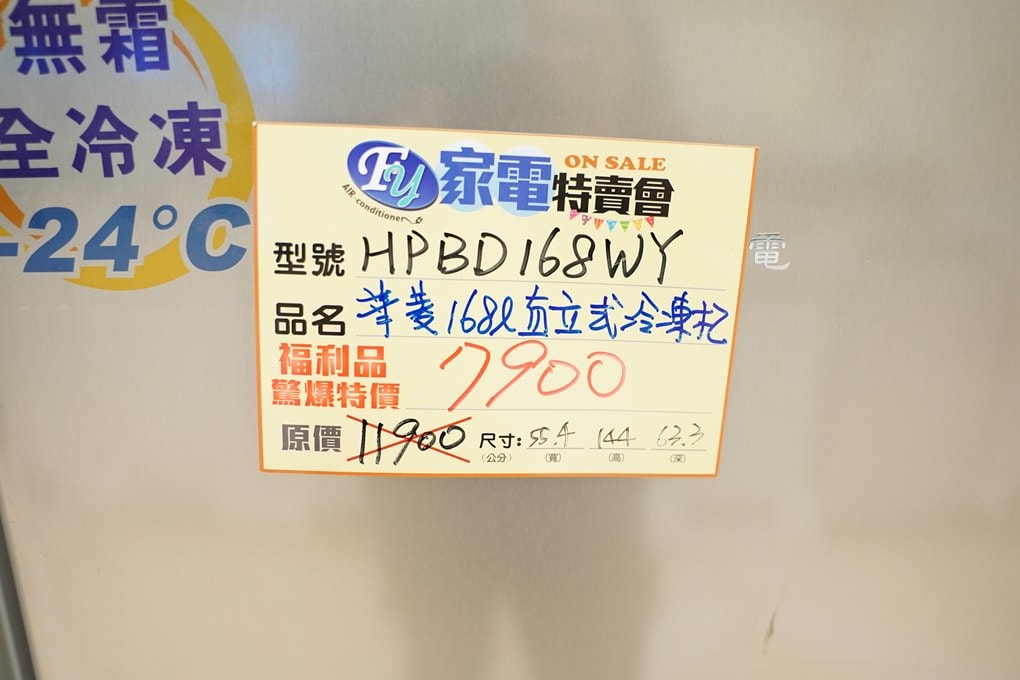 無霜
全冷凍
-24°C
Fy
AIR-conditioner
家電特賣會
ON SALE
型號 HPBD168WY
品名 華菱168l直立式冷凍櫃
福利品
驚爆特價 7900
原價 11900 尺寸: 55.4 144 63.3
(公分) (寬) (高) (深)
電